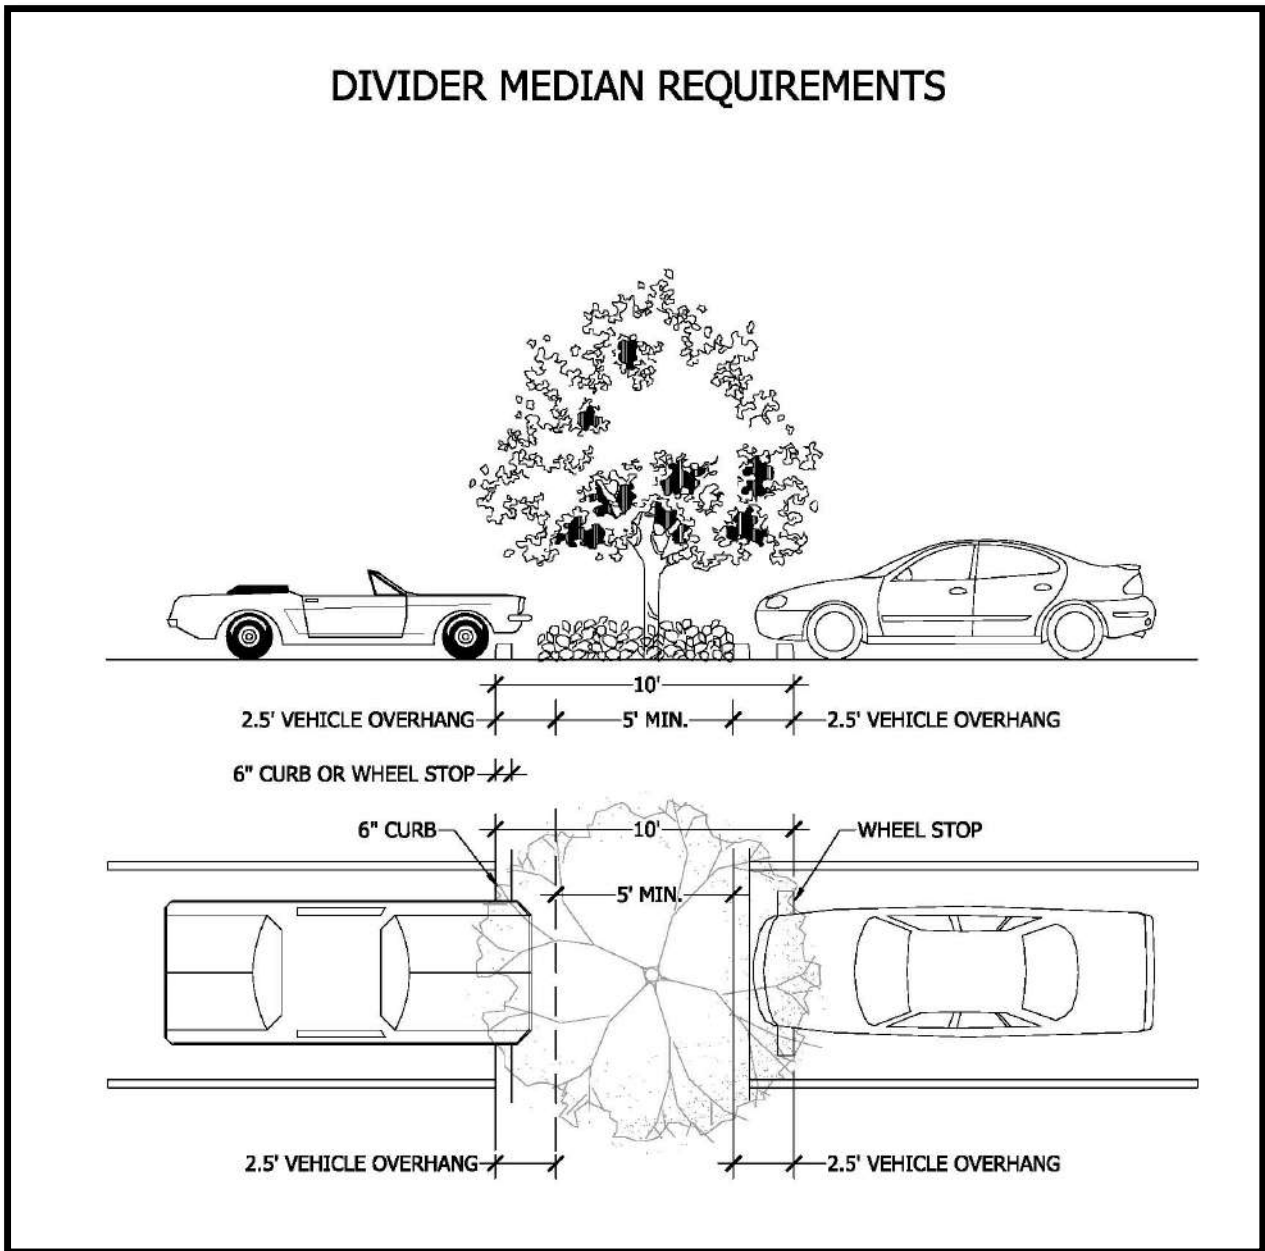 DIVIDER MEDIAN REQUIREMENTS
10'
2.5' VEHICLE OVERHANG
5' MIN.
2.5' VEHICLE OVERHANG
6" CURB OR WHEEL STOP
6" CURB
10'
WHEEL STOP
5' MIN.
2.5' VEHICLE OVERHANG
2.5' VEHICLE OVERHANG